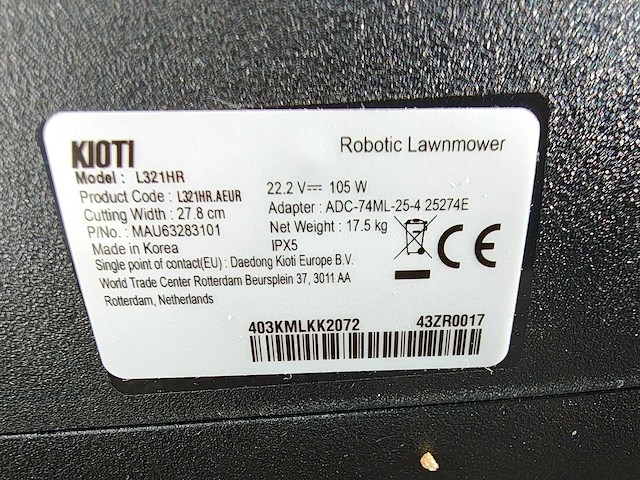 KIOTI
Robotic Lawnmower
Model : L321HR
Product Code : L321HR.AEUR
Cutting Width : 27.8 cm
P/No. : MAU63283101
Made in Korea
22.2 V⎓ 105 W
Adapter : ADC-74ML-25-4 25274E
Net Weight : 17.5 kg
IPX5
CE
Single point of contact(EU) : Daedong Kioti Europe B.V.
World Trade Center Rotterdam Beursplein 37, 3011 AA
Rotterdam, Netherlands
403KMLKK2072 43ZR0017